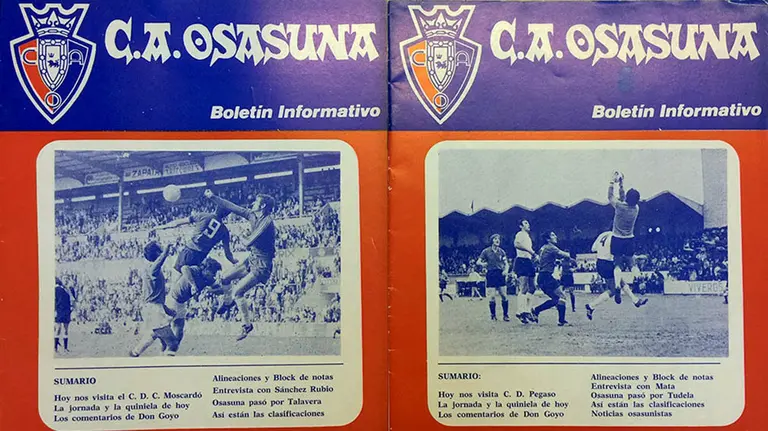 C.A. OSASUNA
Boletín Informativo
ZAPATA
9
SUMARIO
Hoy nos visita el C. D. C. Moscardó
La jornada y la quiniela de hoy
Los comentarios de Don Goyo
Alineaciones y Block de notas
Entrevista con Sánchez Rubio
Osasuna pasó por Talavera
Así están las clasificaciones
C.A. OSASUNA
Boletín Informativo
VIVEROS
SUMARIO:
Hoy nos visita C. D. Pegaso
La jornada y la quiniela de hoy
Los comentarios de Don Goyo
Alineaciones y Block de notas
Entrevista con Mata
Osasuna pasó por Tudela
Así están las clasificaciones
Noticias osasunistas